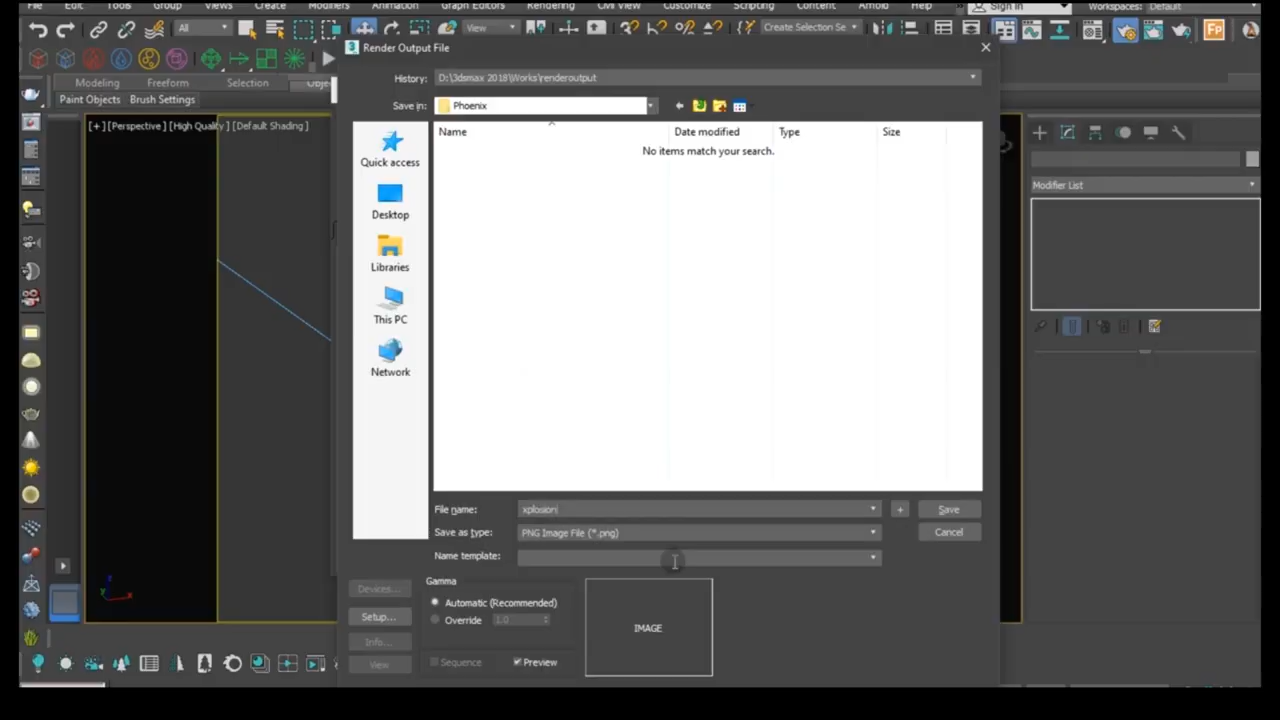 File Edit Tools Group Views Create Modifiers Animation Graph Editors Rendering Civil View Customize Scripting Content Arnold Help Sign In Workspaces: Default
All View Create Selection Se
Render Output File
History: D:\3dsmax 2018\Works\renderoutput
Modeling Freeform Selection Obje
Paint Objects Brush Settings
Save in: Phoenix
[+] [Perspective] [High Quality] [Default Shading]
Name Date modified Type Size
No items match your search.
Quick access
Desktop
Libraries
This PC
Network
Modifier List
File name: xplosion
+ Save
Save as type: PNG Image File (*.png)
Cancel
Name template:
Devices...
Setup...
Info...
View
Gamma
Automatic (Recommended)
Override 1.0
Sequence Preview
IMAGE
z
y
x